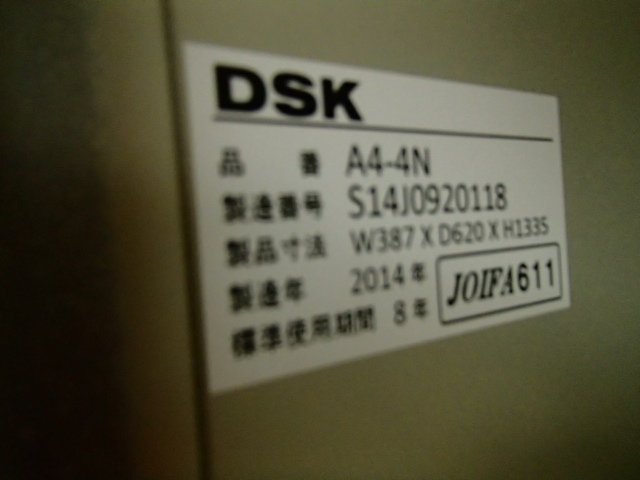 DSK
品 番 A4-4N
製造番号 S14J0920118
製品寸法 W387 X D620 X H1335
製造年 2014年
標準使用期間 8年
JOIFA611